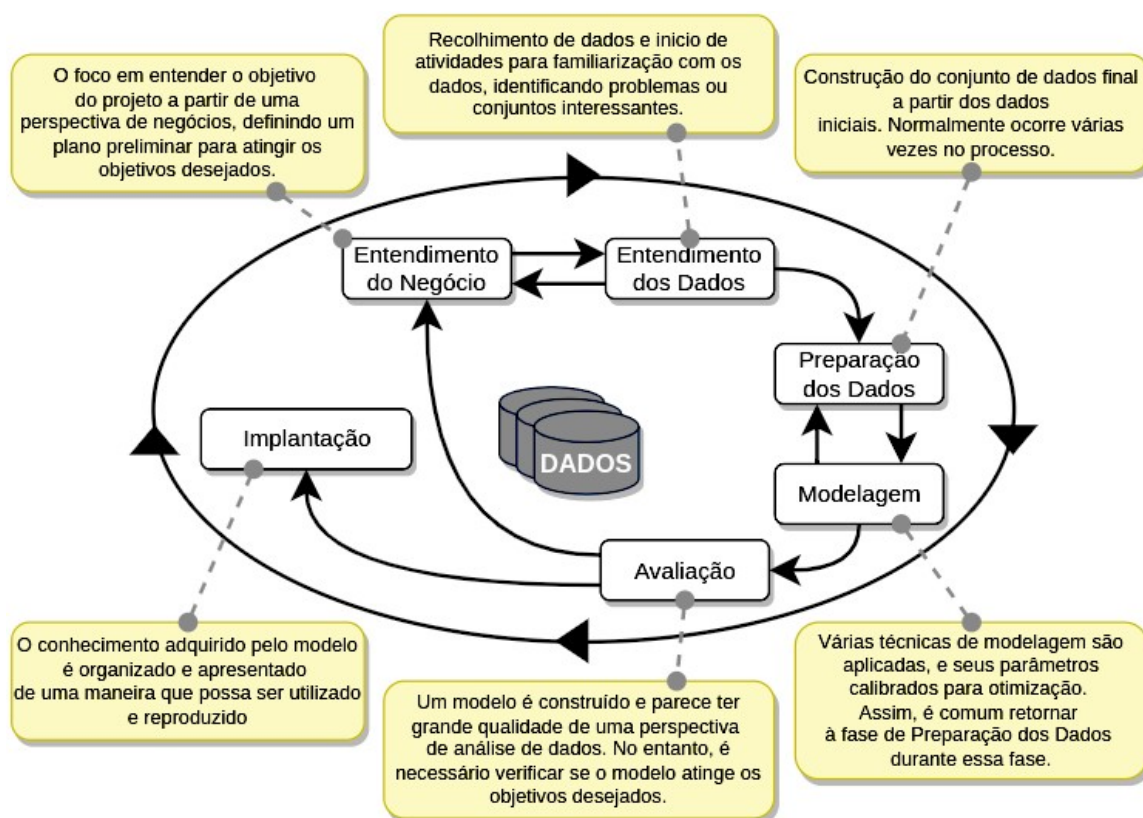 O foco em entender o objetivo
do projeto a partir de uma
perspectiva de negócios, definindo um
plano preliminar para atingir os
objetivos desejados.
Recolhimento de dados e inicio de
atividades para familiarização com os
dados, identificando problemas ou
conjuntos interessantes.
Construção do conjunto de dados final
a partir dos dados
iniciais. Normalmente ocorre várias
vezes no processo.
Entendimento
do Negócio
Entendimento
dos Dados
Preparação
dos Dados
Implantação
DADOS
Modelagem
Avaliação
O conhecimento adquirido pelo modelo
é organizado e apresentado
de uma maneira que possa ser utilizado
e reproduzido
Um modelo é construído e parece ter
grande qualidade de uma perspectiva
de análise de dados. No entanto, é
necessário verificar se o modelo atinge os
objetivos desejados.
Várias técnicas de modelagem são
aplicadas, e seus parâmetros
calibrados para otimização.
Assim, é comum retornar
à fase de Preparação dos Dados
durante essa fase.